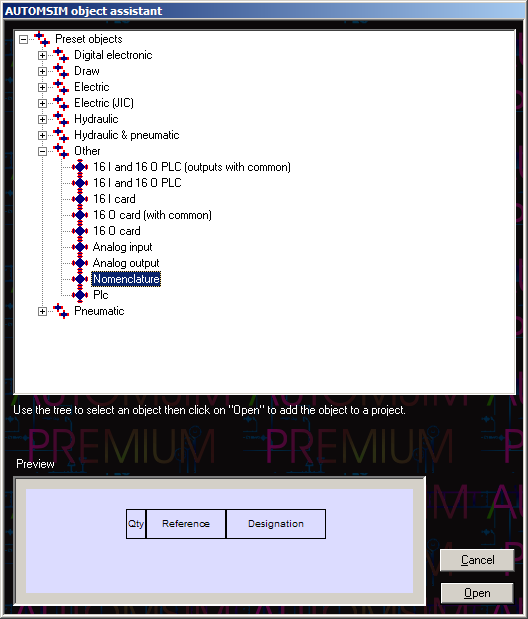 AUTOMSIM object assistant
Preset objects
Digital electronic
Draw
Electric
Electric (JIC)
Hydraulic
Hydraulic & pneumatic
Other
16 I and 16 O PLC (outputs with common)
16 I and 16 O PLC
16 I card
16 O card (with common)
16 O card
Analog input
Analog output
Nomenclature
Plc
Pneumatic
Use the tree to select an object then click on "Open" to add the object to a project.
PREMIUM
Preview
Qty Reference Designation
Cancel
Open